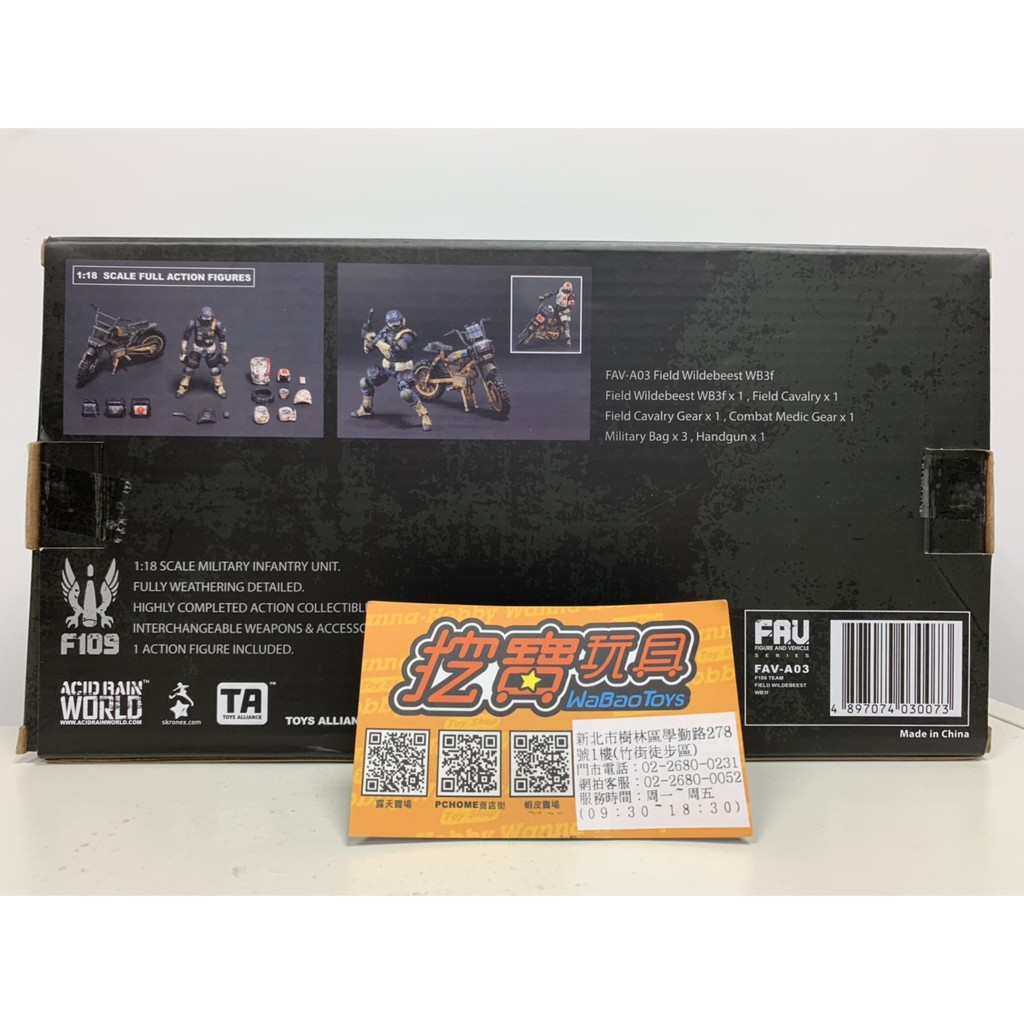 1:18 SCALE FULL ACTION FIGURES
FAV-A03 Field Wildebeest WB3f
Field Wildebeest WB3f x 1 , Field Cavalry x 1
Field Cavalry Gear x 1 , Combat Medic Gear x 1
Military Bag x 3 , Handgun x 1
F109
1:18 SCALE MILITARY INFANTRY UNIT.
FULLY WEATHERING DETAILED.
HIGHLY COMPLETED ACTION COLLECTIBL
INTERCHANGEABLE WEAPONS & ACCESSO
1 ACTION FIGURE INCLUDED.
ACID RAIN WORLD™
WWW.ACIDRAINWORLD.COM
skronex.com
TA™
TOYS ALLIANCE
TOYS ALLIAN
FAV
FIGURE AND VEHICLE
SERIES
FAV-A03
F109 TEAM
FIELD WILDEBEEST
WB3F
4 897074 030073
Made in China
挖寶玩具
WaBaoToys
露天賣場
PCHOME商店街
蝦皮賣場
新北市樹林區學勤路278
號1樓(竹街徒步區)
門市電話：02-2680-0231
網拍客服：02-2680-0052
服務時間：周一~周五
(09:30~18:30)